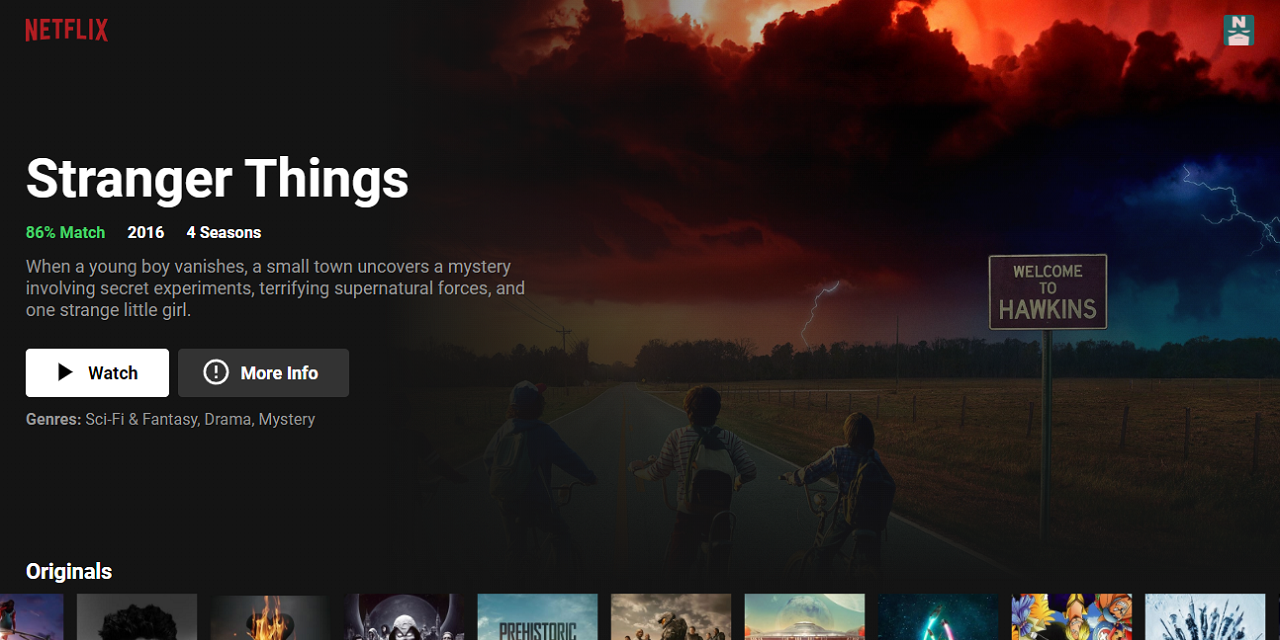 NETFLIX
N
Stranger Things
86% Match 2016 4 Seasons
When a young boy vanishes, a small town uncovers a mystery
involving secret experiments, terrifying supernatural forces, and
one strange little girl.
WELCOME
TO
HAWKINS
Watch
More Info
Genres: Sci-Fi & Fantasy, Drama, Mystery
Originals
PREHISTORIC